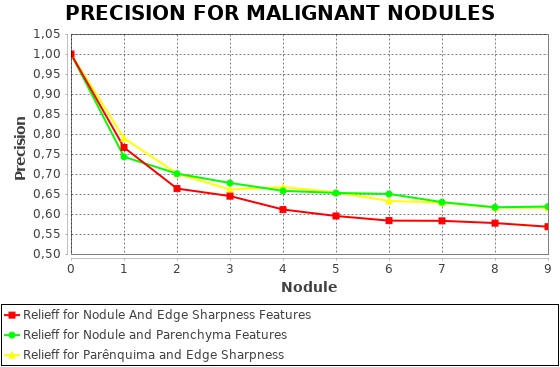 PRECISION FOR MALIGNANT NODULES
1,05
1,00
0,95
0,90
0,85
0,80
0,75
0,70
0,65
0,60
0,55
0,50
Precision
0 1 2 3 4 5 6 7 8 9
Nodule
Relieff for Nodule And Edge Sharpness Features
Relieff for Nodule and Parenchyma Features
Relieff for Parênquima and Edge Sharpness